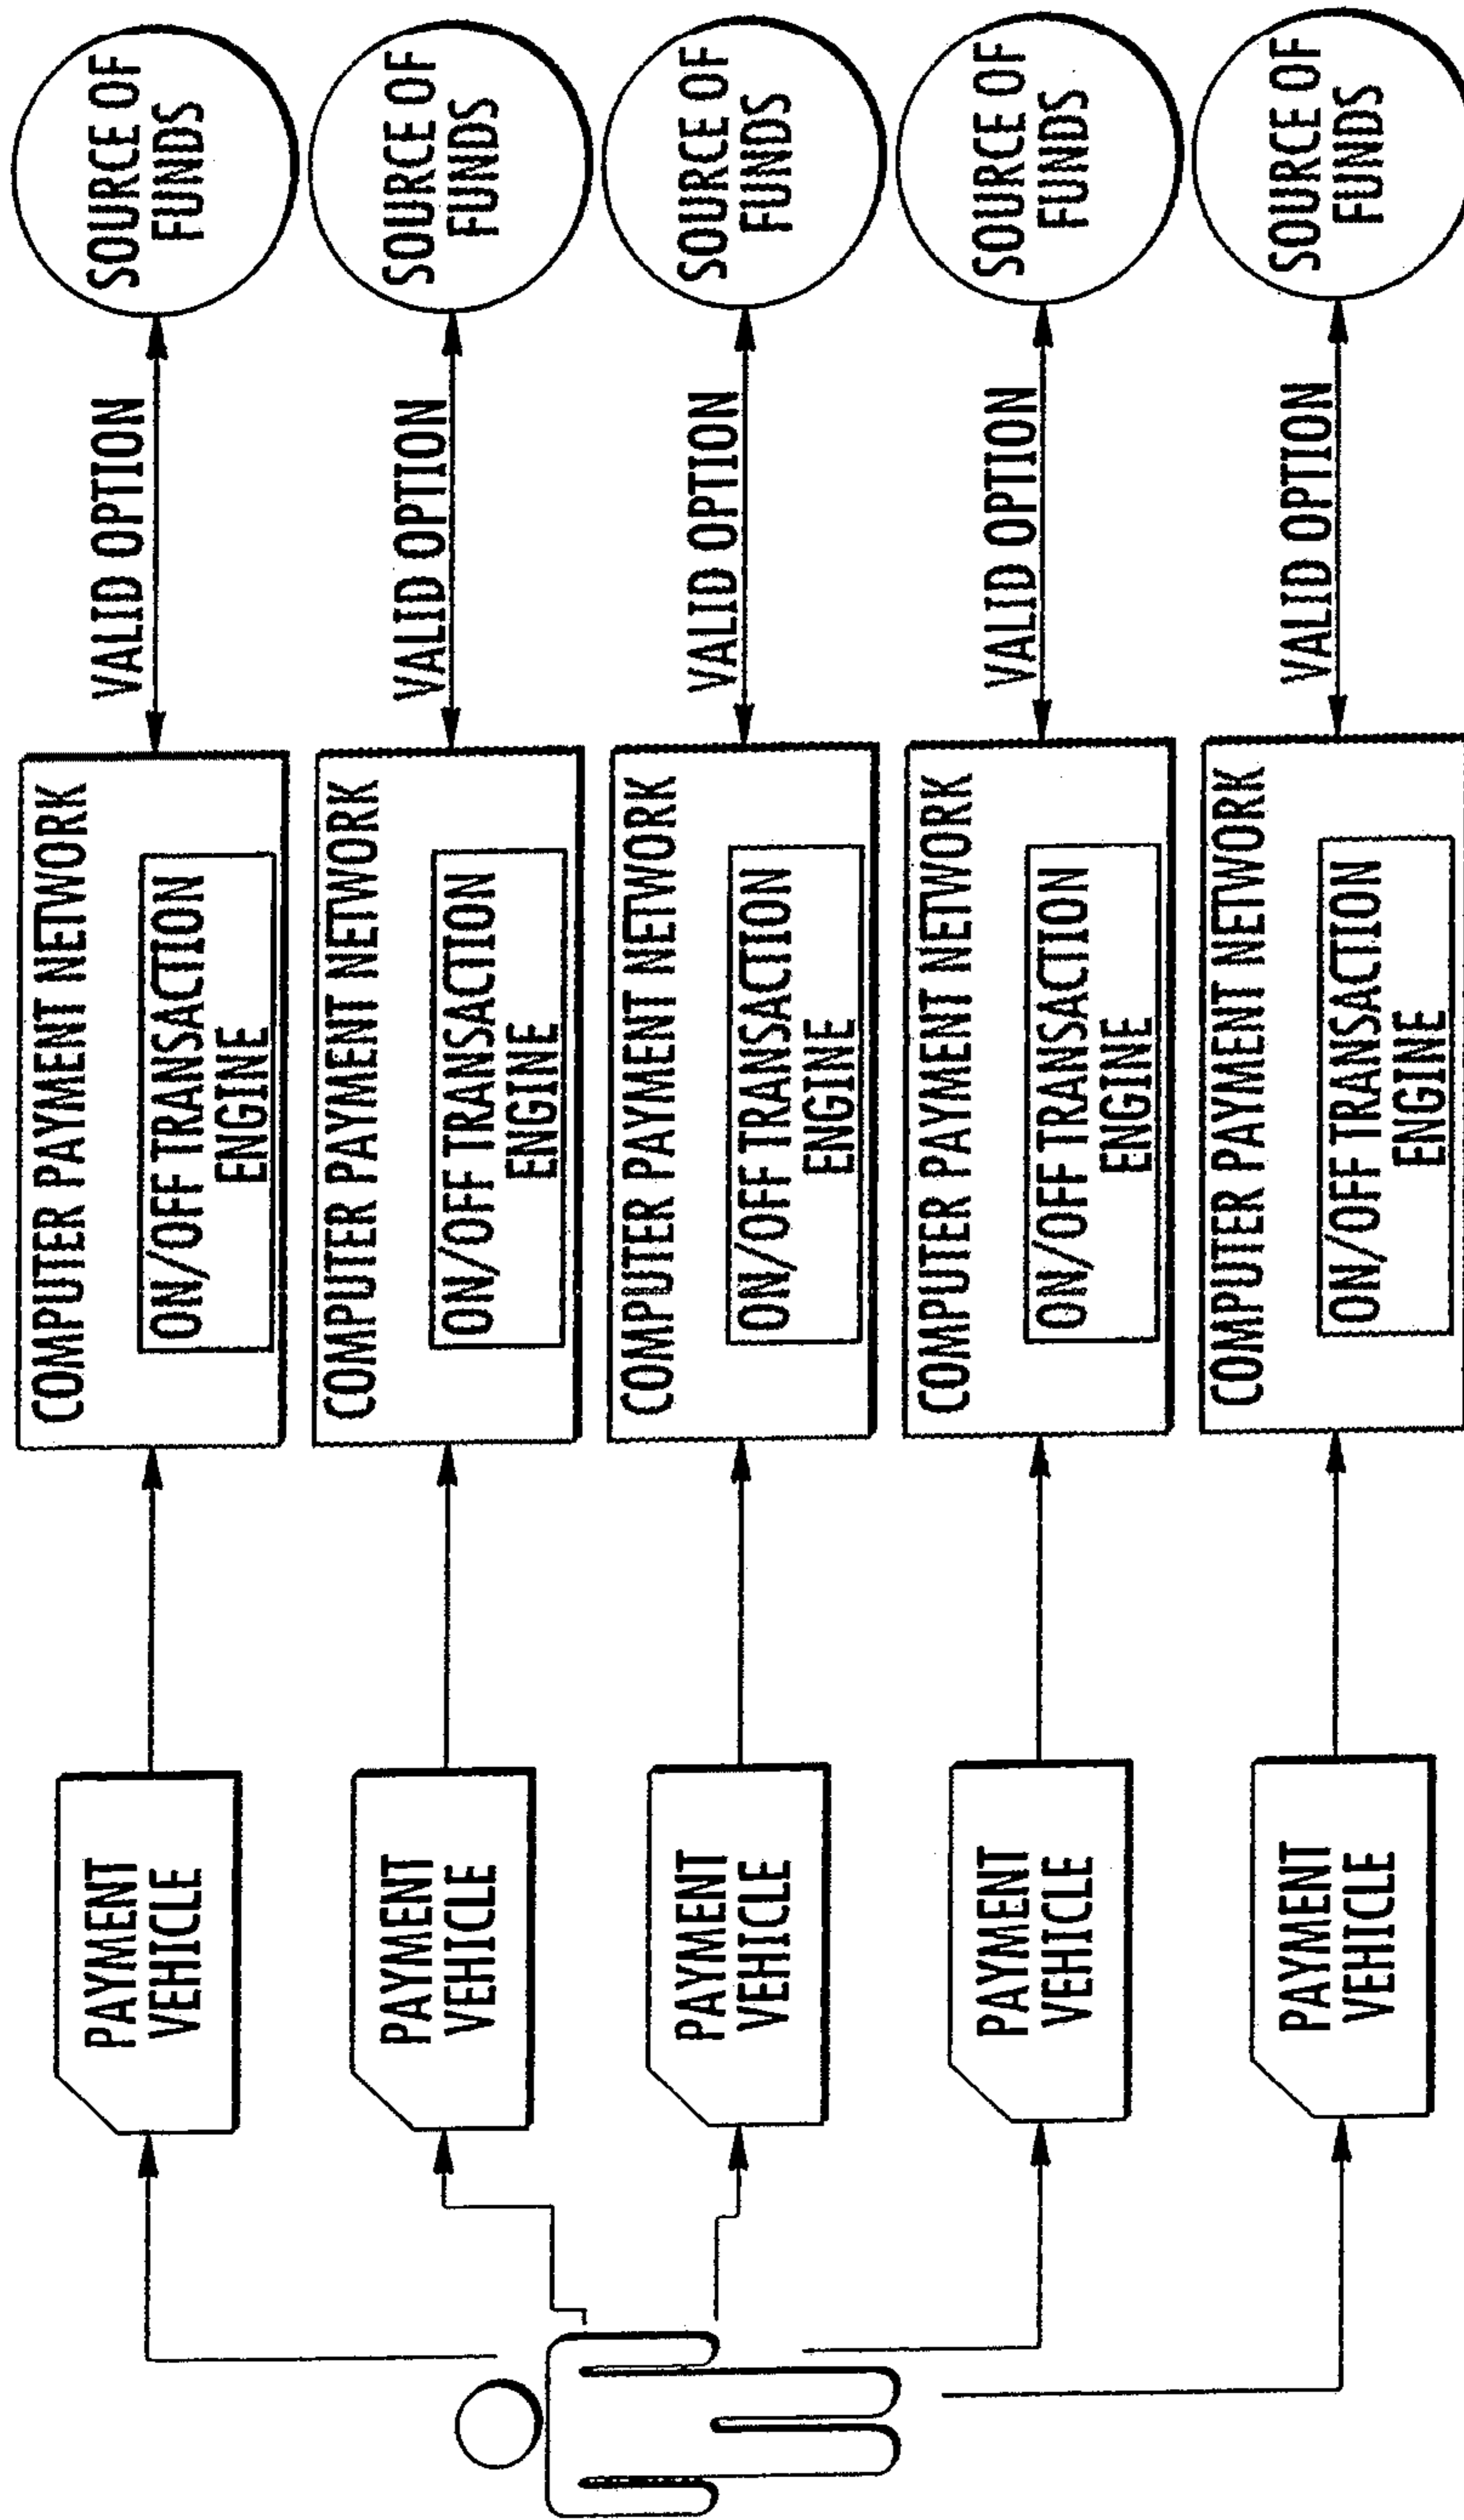 PAYMENT
VEHICLE
COMPUTER PAYMENT NETWORK
ON/OFF TRANSACTION
ENGINE
VALID OPTION
SOURCE OF
FUNDS
PAYMENT
VEHICLE
COMPUTER PAYMENT NETWORK
ON/OFF TRANSACTION
ENGINE
VALID OPTION
SOURCE OF
FUNDS
PAYMENT
VEHICLE
COMPUTER PAYMENT NETWORK
ON/OFF TRANSACTION
ENGINE
VALID OPTION
SOURCE OF
FUNDS
PAYMENT
VEHICLE
COMPUTER PAYMENT NETWORK
ON/OFF TRANSACTION
ENGINE
VALID OPTION
SOURCE OF
FUNDS
PAYMENT
VEHICLE
COMPUTER PAYMENT NETWORK
ON/OFF TRANSACTION
ENGINE
VALID OPTION
SOURCE OF
FUNDS